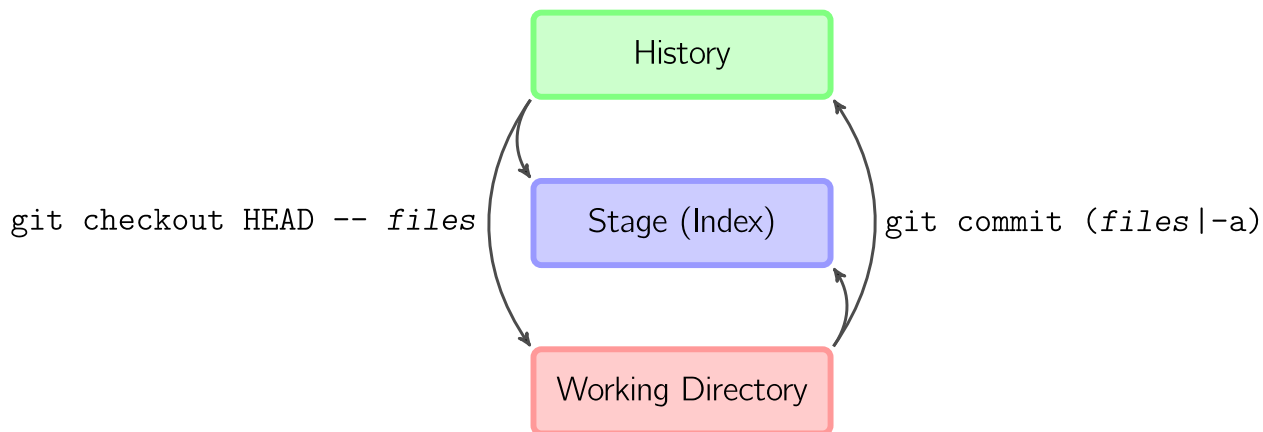 History
git checkout HEAD -- files
Stage (Index)
git commit (files|-a)
Working Directory